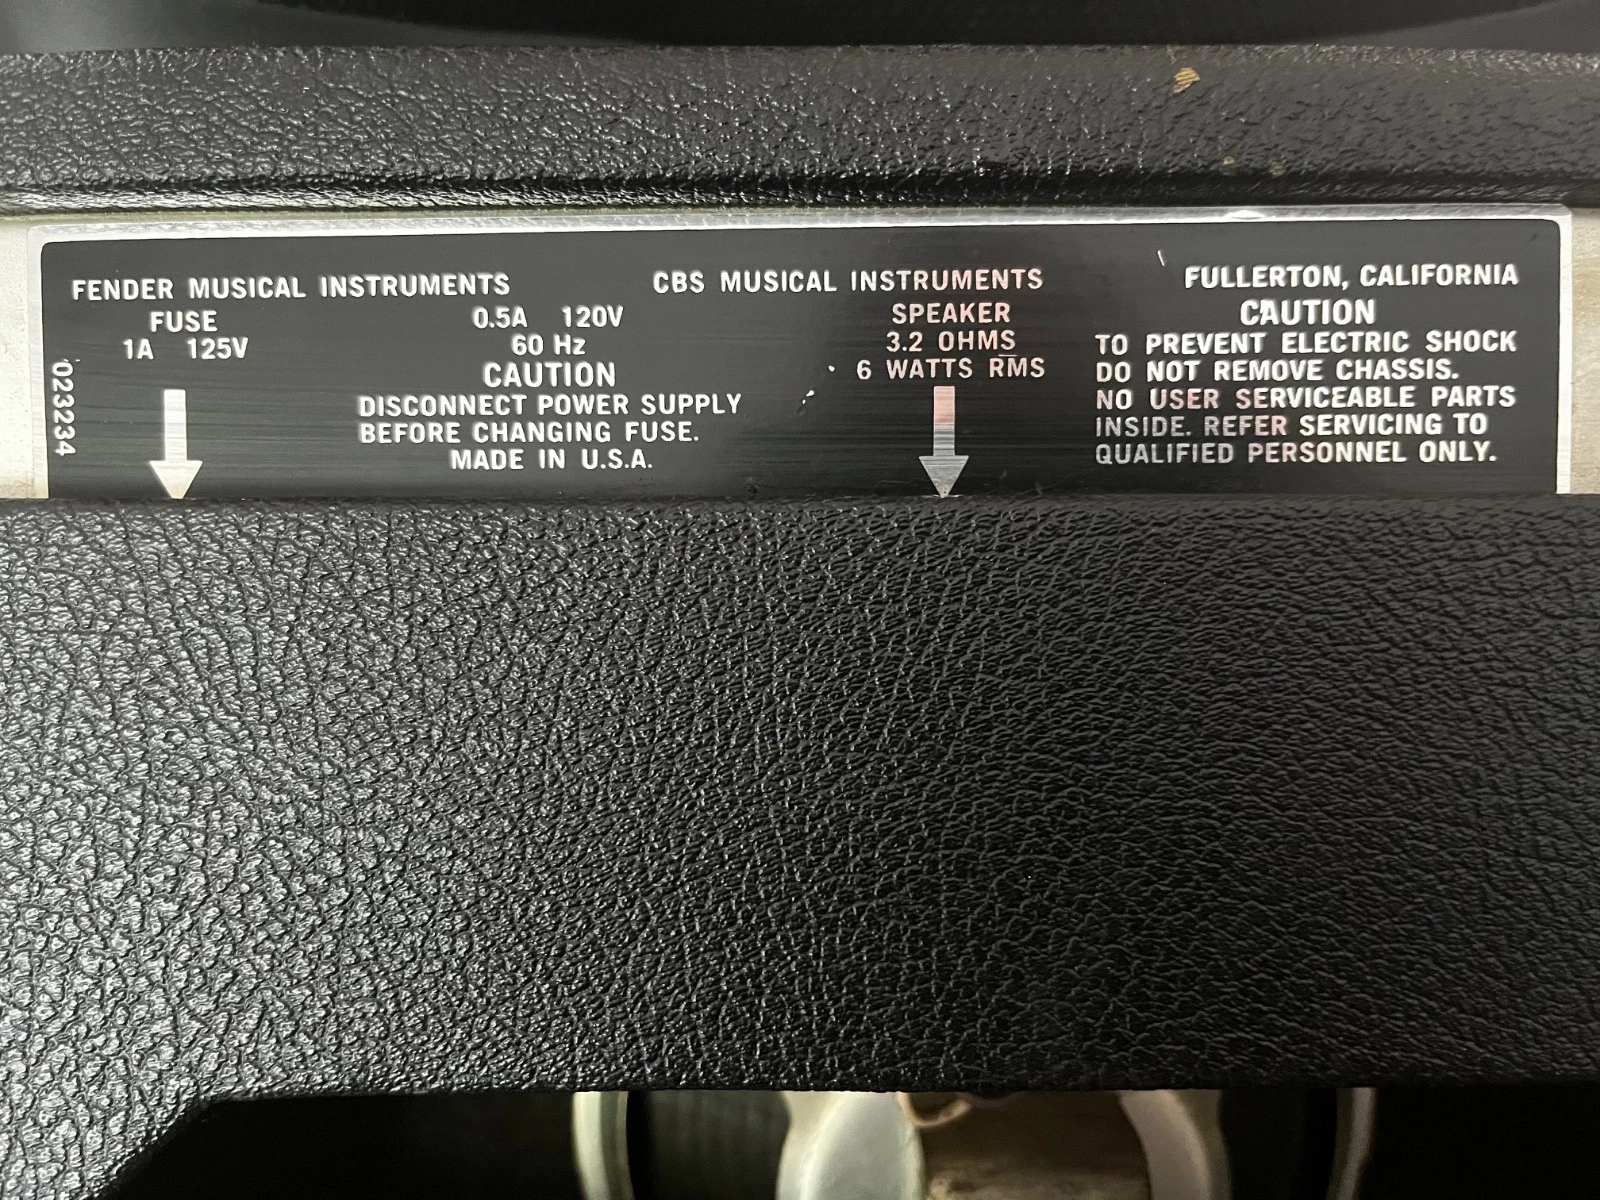 FENDER MUSICAL INSTRUMENTS
FUSE
1A 125V
023234
0.5A 120V
60 Hz
CAUTION
DISCONNECT POWER SUPPLY
BEFORE CHANGING FUSE.
MADE IN U.S.A.
CBS MUSICAL INSTRUMENTS
SPEAKER
3.2 OHMS
6 WATTS RMS
FULLERTON, CALIFORNIA
CAUTION
TO PREVENT ELECTRIC SHOCK
DO NOT REMOVE CHASSIS.
NO USER SERVICEABLE PARTS
INSIDE. REFER SERVICING TO
QUALIFIED PERSONNEL ONLY.